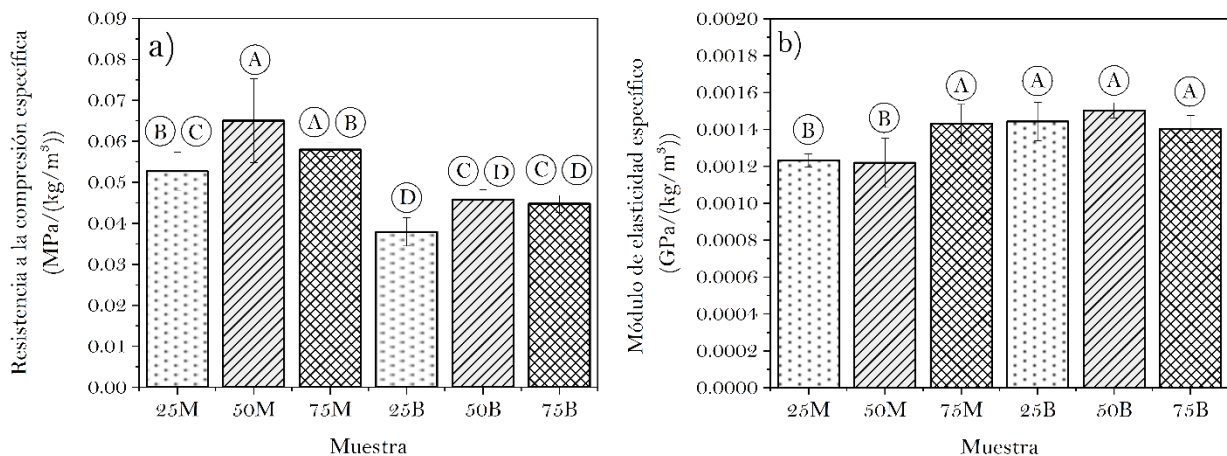 a)
Resistencia a la compresión específica
(MPa/(kg/m³))
0.09
0.08
0.07
0.06
0.05
0.04
0.03
0.02
0.01
0.00
B C
A
A B
D
C D
C D
25M 50M 75M 25B 50B 75B
Muestra
b)
Módulo de elasticidad específico
(GPa/(kg/m³))
0.0020
0.0018
0.0016
0.0014
0.0012
0.0010
0.0008
0.0006
0.0004
0.0002
0.0000
B
B
A
A
A
A
25M 50M 75M 25B 50B 75B
Muestra